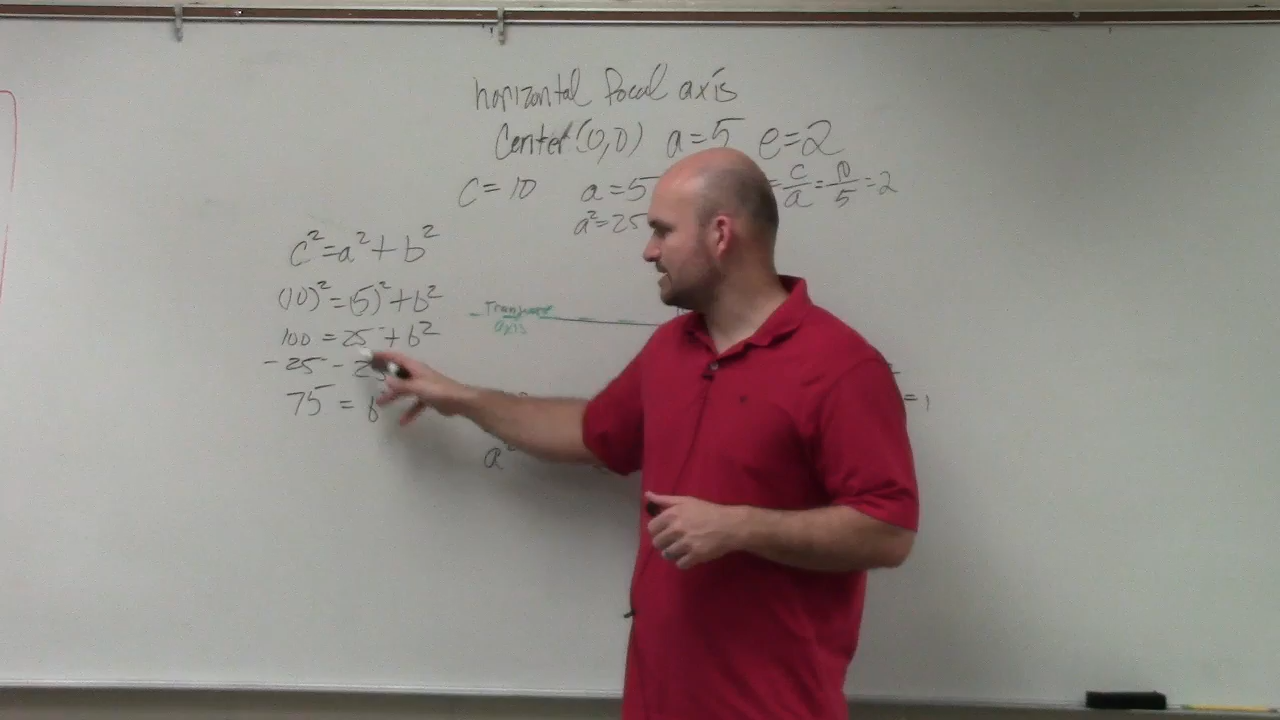 horizontal focal axis
Center (0,0) a=5 e=2
c=10 a=5 =c/a=10/5=2
a²=25
c²=a²+b²
(10)²=(5)²+b²
100=25+b²
-25 -25
75=b
Transverse
axis
a²
=1